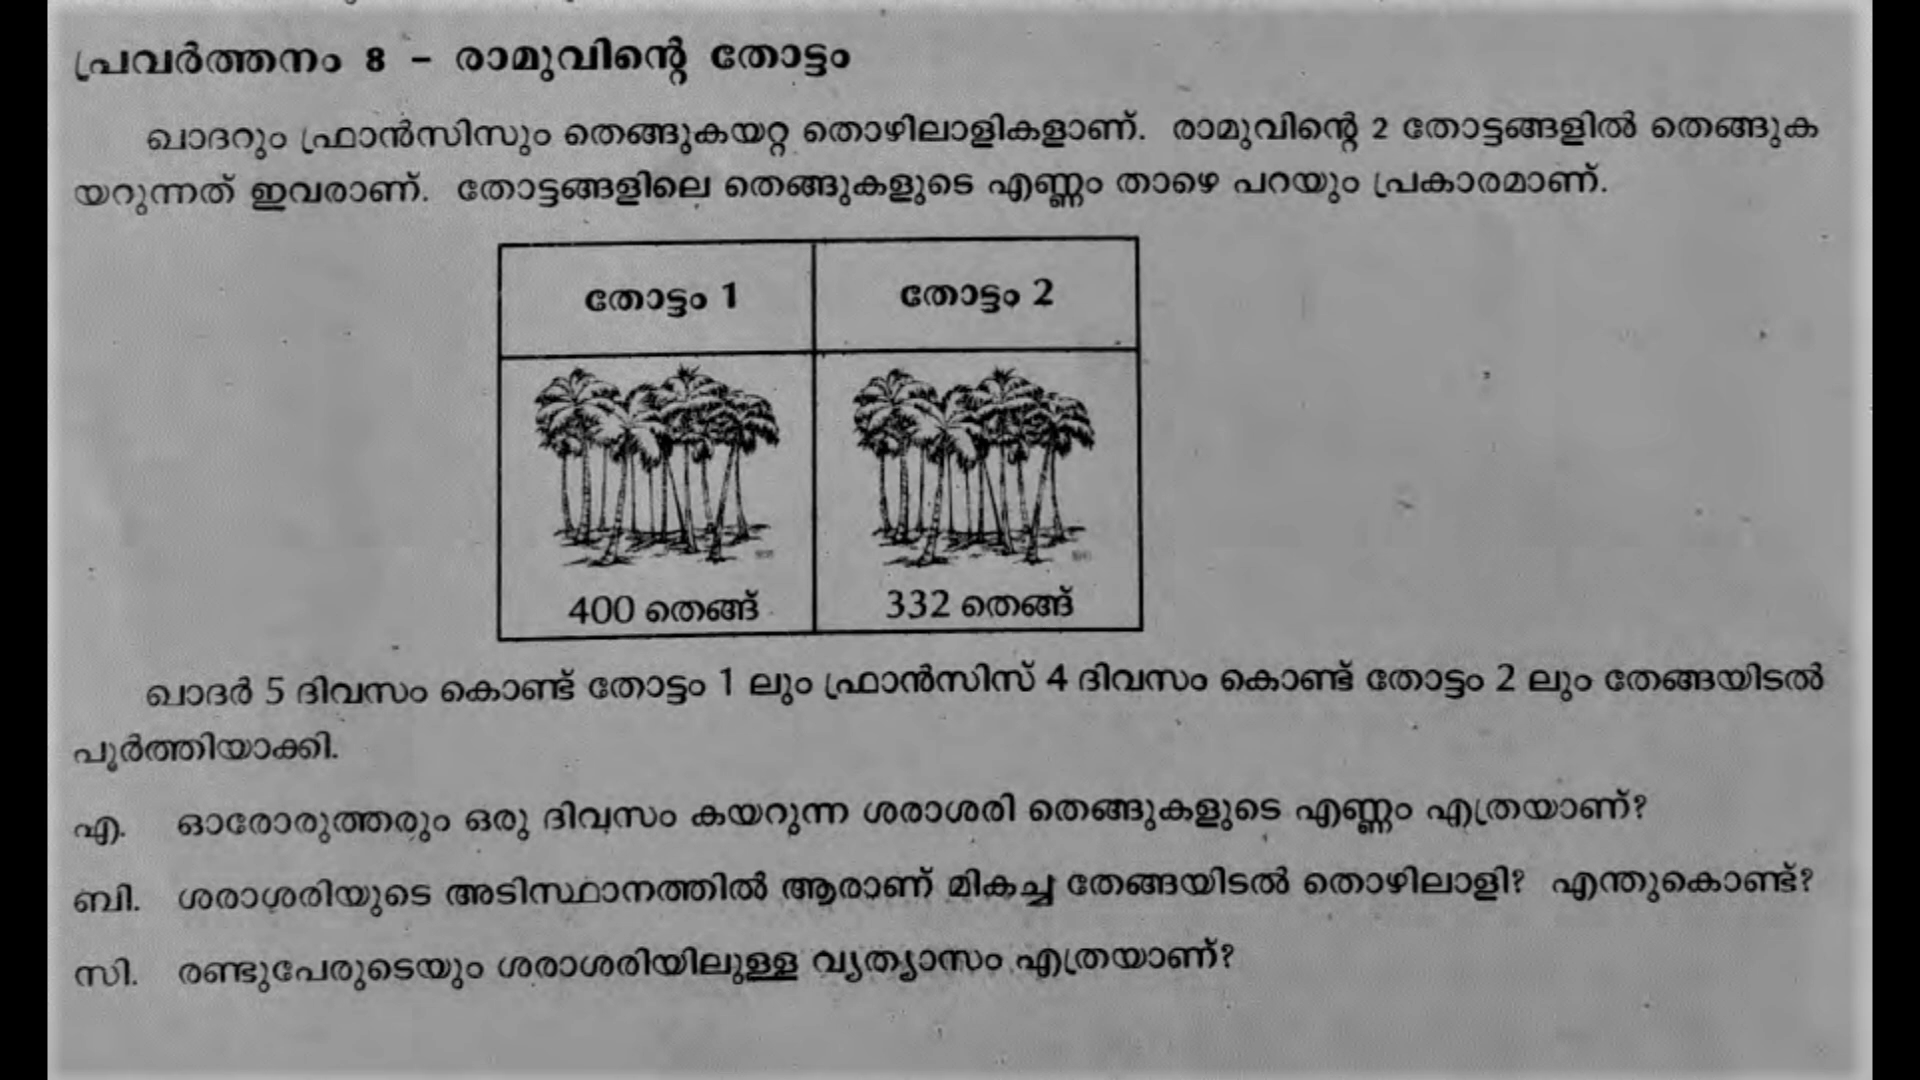 പ്രവർത്തനം 8 – രാമുവിന്റെ തോട്ടം
ഖാദറും ഫ്രാൻസിസും തെങ്ങുകയറ്റ തൊഴിലാളികളാണ്. രാമുവിന്റെ 2 തോട്ടങ്ങളിൽ തെങ്ങുക
യറുന്നത് ഇവരാണ്. തോട്ടങ്ങളിലെ തെങ്ങുകളുടെ എണ്ണം താഴെ പറയും പ്രകാരമാണ്.
തോട്ടം 1 തോട്ടം 2
400 തെങ്ങ് 332 തെങ്ങ്
ഖാദർ 5 ദിവസം കൊണ്ട് തോട്ടം 1 ലും ഫ്രാൻസിസ് 4 ദിവസം കൊണ്ട് തോട്ടം 2 ലും തേങ്ങയിടൽ
പൂർത്തിയാക്കി.
എ. ഓരോരുത്തരും ഒരു ദിവസം കയറുന്ന ശരാശരി തെങ്ങുകളുടെ എണ്ണം എത്രയാണ്?
ബി. ശരാശരിയുടെ അടിസ്ഥാനത്തിൽ ആരാണ് മികച്ച തേങ്ങയിടൽ തൊഴിലാളി? എന്തുകൊണ്ട്?
സി. രണ്ടുപേരുടെയും ശരാശരിയിലുള്ള വ്യത്യാസം എത്രയാണ്?